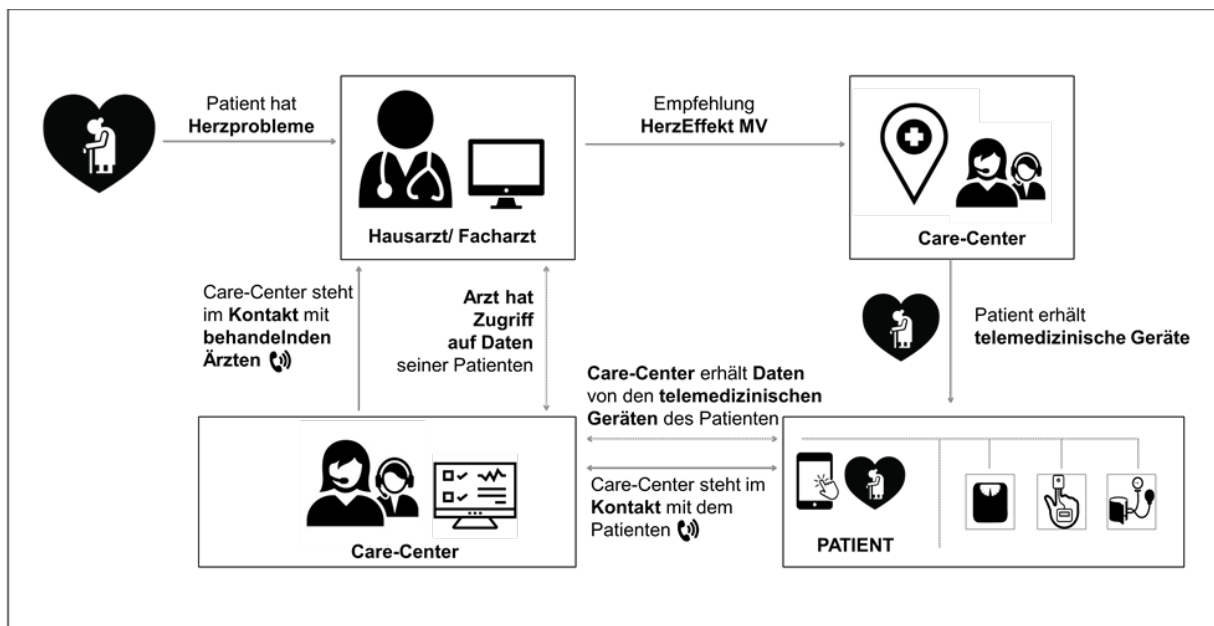 Patient hat
Herzprobleme
Empfehlung
HerzEffekt MV
Hausarzt/ Facharzt
Care-Center
Care-Center steht
im Kontakt mit
behandelnden
Ärzten
Arzt hat
Zugriff
auf Daten
seiner Patienten
Patient erhält
telemedizinische Geräte
Care-Center erhält Daten
von den telemedizinischen
Geräten des Patienten
Care-Center steht im
Kontakt mit dem
Patienten
Care-Center
PATIENT